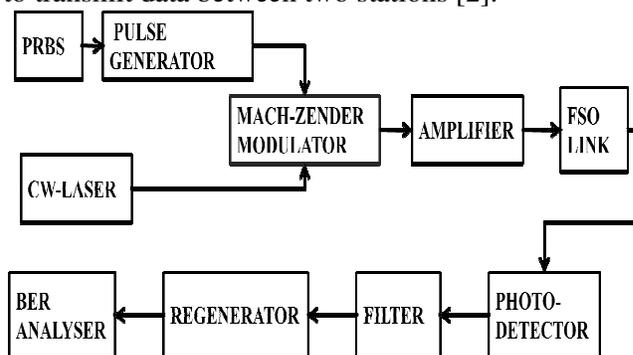 to transmit data between two stations [2].
PRBS
PULSE
GENERATOR
MACH-ZENDER
MODULATOR
AMPLIFIER
FSO
LINK
CW-LASER
BER
ANALYSER
REGENERATOR
FILTER
PHOTO-
DETECTOR